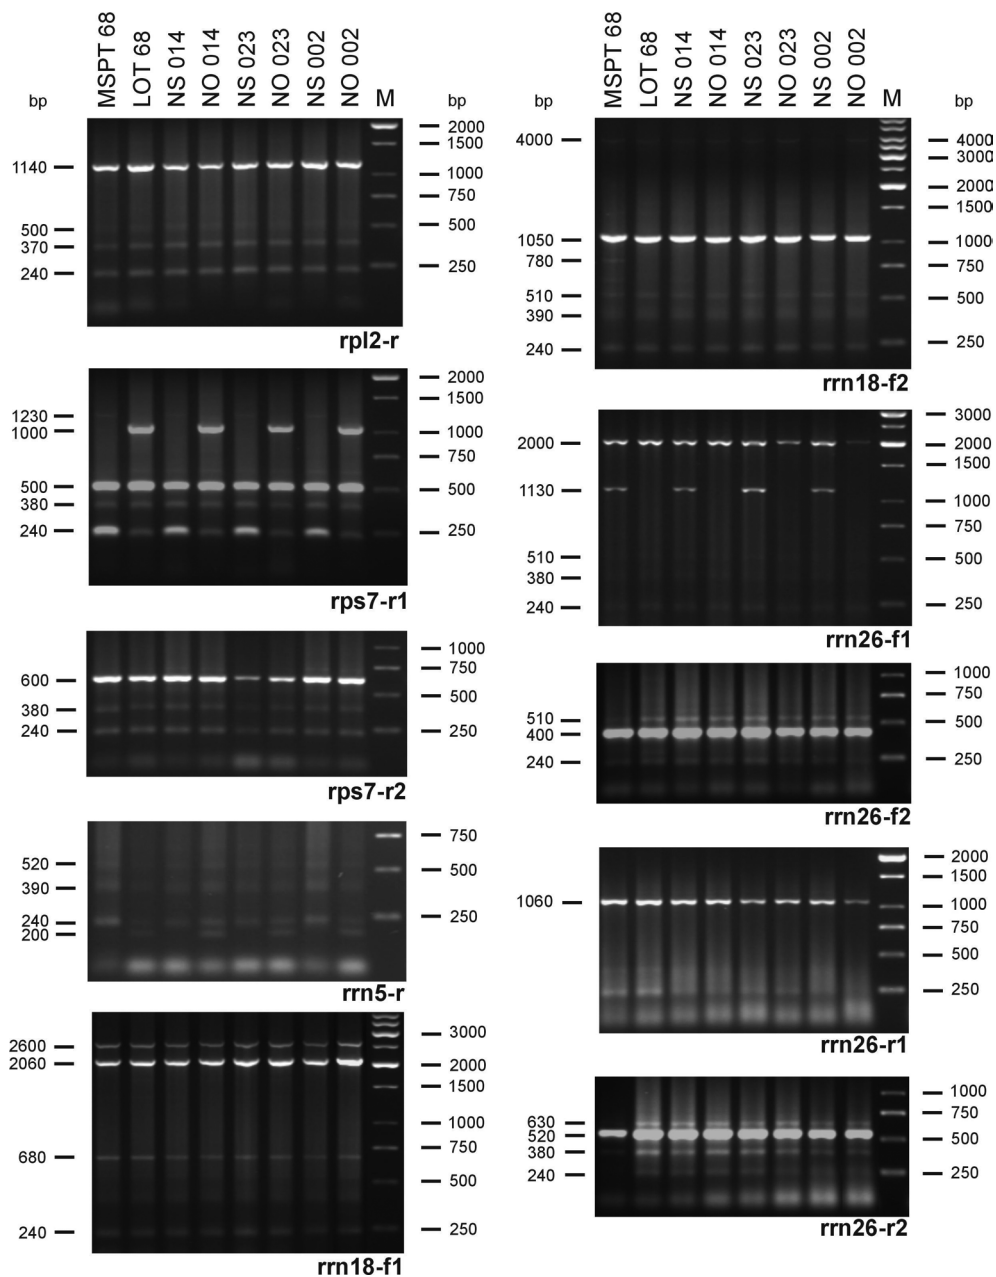 MSPT 68
LOT 68
NS 014
NO 014
NS 023
NO 023
NS 002
NO 002
M
bp
bp
1140
500
370
240
2000
1500
1000
750
500
250
rpl2-r
1230
1000
500
380
240
2000
1500
1000
750
500
250
rps7-r1
600
380
240
1000
750
500
250
rps7-r2
520
390
240
200
750
500
250
rrn5-r
2600
2060
680
240
3000
2000
1500
1000
750
500
250
rrn18-f1
MSPT 68
LOT 68
NS 014
NO 014
NS 023
NO 023
NS 002
NO 002
M
bp
bp
4000
1050
780
510
390
240
4000
3000
2000
1500
1000
750
500
250
rrn18-f2
2000
1130
510
380
240
3000
2000
1500
1000
750
500
250
rrn26-f1
510
400
240
1000
750
500
250
rrn26-f2
1060
2000
1500
1000
750
500
250
rrn26-r1
630
520
380
240
1000
750
500
250
rrn26-r2